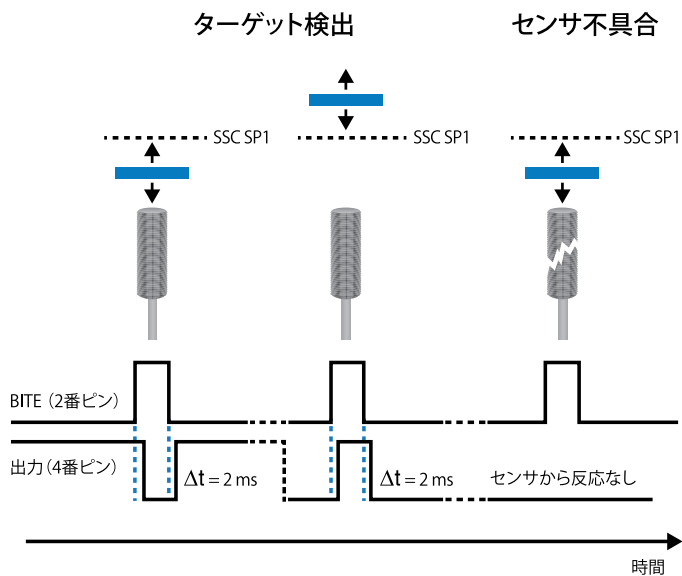 ターゲット検出
センサ不具合
SSC SP1
SSC SP1
SSC SP1
BITE（2番ピン）
出力（4番ピン）
Δt = 2 ms
Δt = 2 ms
センサから反応なし
時間